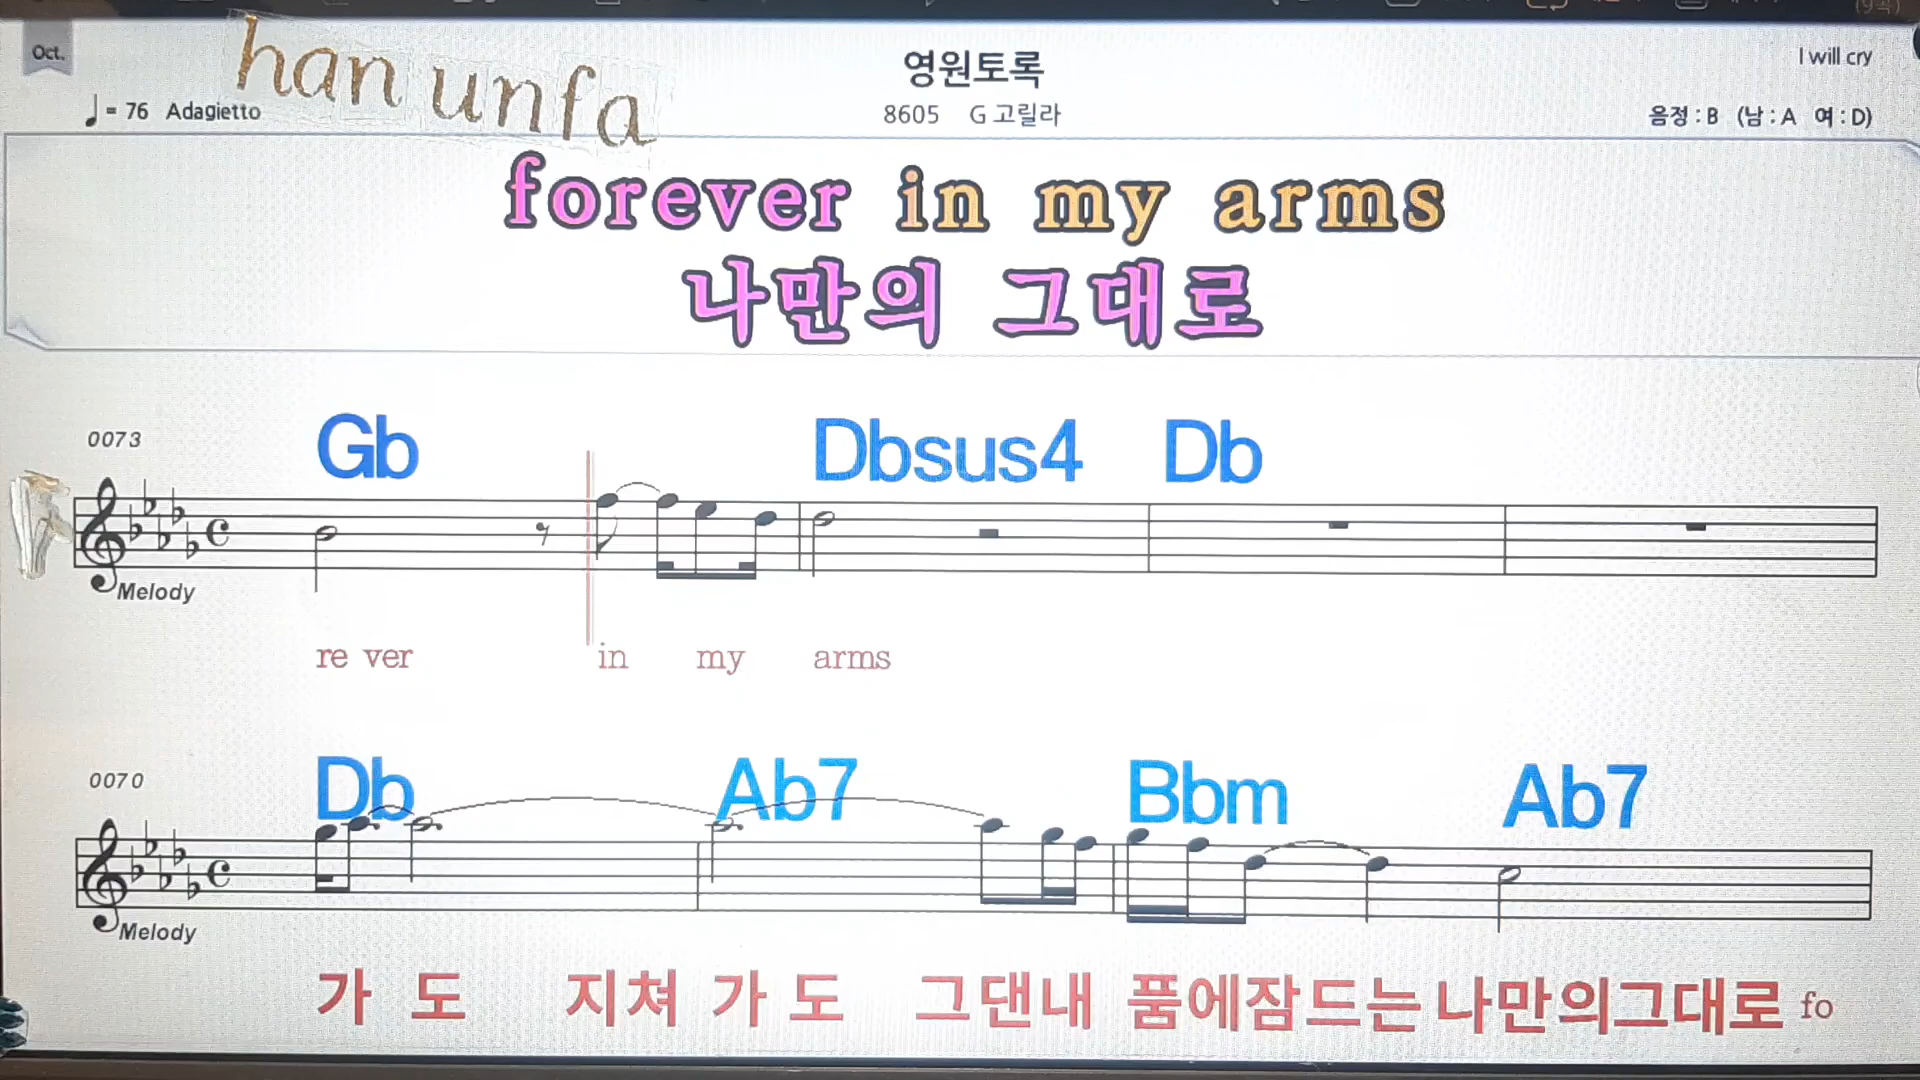 Oct.
han unfa
영원토록
I will cry
♩= 76 Adagietto
8605 G 고릴라
음정 : B (남 : A 여 : D)
forever in my arms
나만의 그대로
0073
Gb Dbsus4 Db
Melody
re ver in my arms
0070
Db Ab7 Bbm Ab7
Melody
가 도 지쳐 가 도 그댄내 품에잠드는나만의그대로 fo